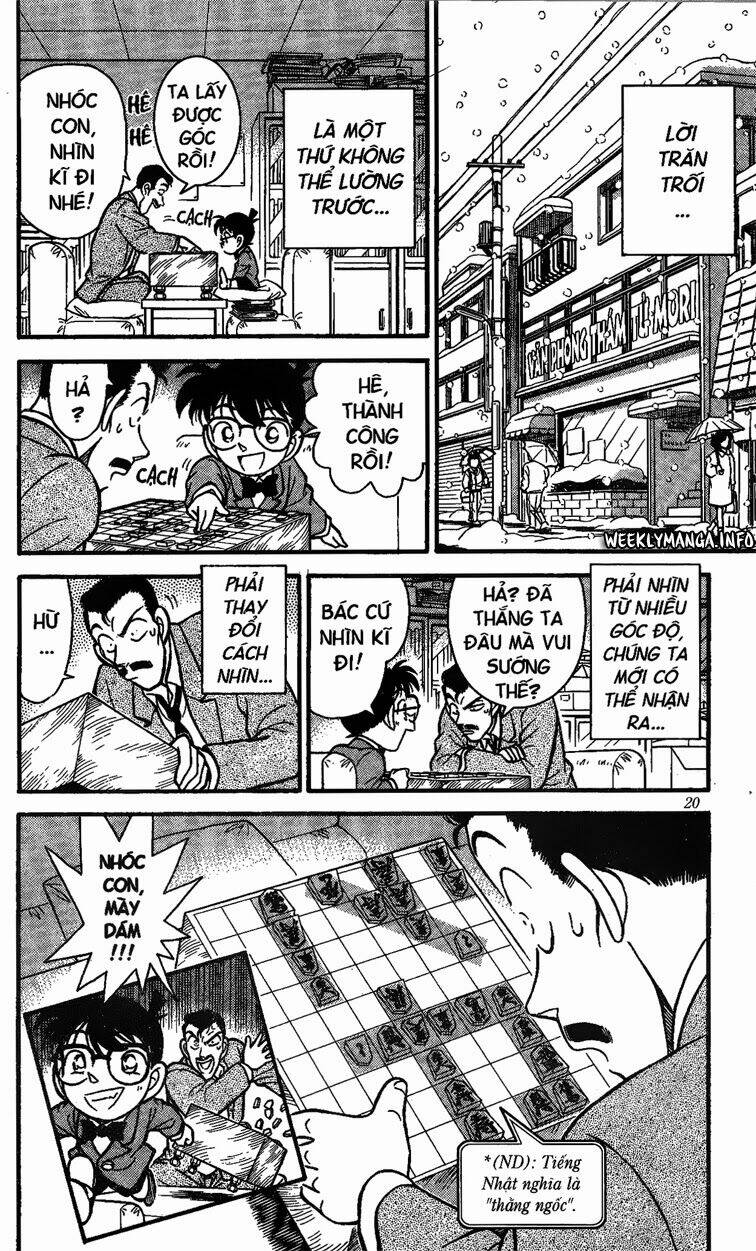 LỜI
TRĂN
TRỐI
...
VĂN PHÒNG THÁM TỬ MORI
WEEKLYMANGA.INFO
LÀ MỘT
THỨ KHÔNG
THỂ LƯỜNG
TRƯỚC...
TA LẤY
ĐƯỢC
GÓC
RỒI!
HÊ
HÊ
NHÓC
CON,
NHÌN
KĨ ĐI
NHÉ!
CẠCH
HÊ,
THÀNH
CÔNG
RỒI!
HẢ
?
CẠCH
PHẢI NHÌN
TỪ NHIỀU
GÓC ĐỘ,
CHÚNG TA
MỚI CÓ
THỂ NHẬN
RA...
HẢ? ĐÃ
THẮNG TA
ĐÂU MÀ VUI
SƯỚNG
THẾ?
BÁC CỨ
NHÌN KĨ
ĐI!
PHẢI
THAY
ĐỔI
CÁCH
NHÌN...
HỪ
...
20
NHÓC
CON,
MÀY
DÁM
!!!
*(ND): Tiếng
Nhật nghia là
"thằng ngốc".